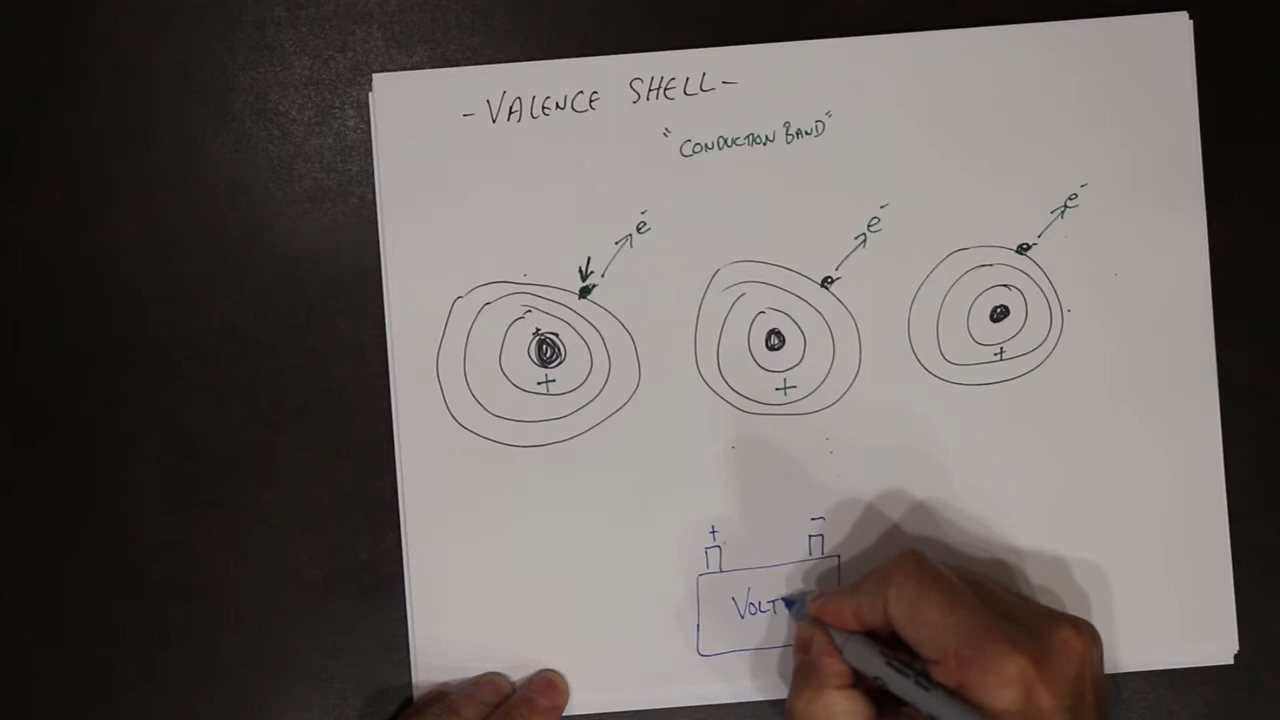 - VALENCE SHELL -
"CONDUCTION BAND"
e⁻ e⁻ e⁻
+
+ + +
+ -
VOLT